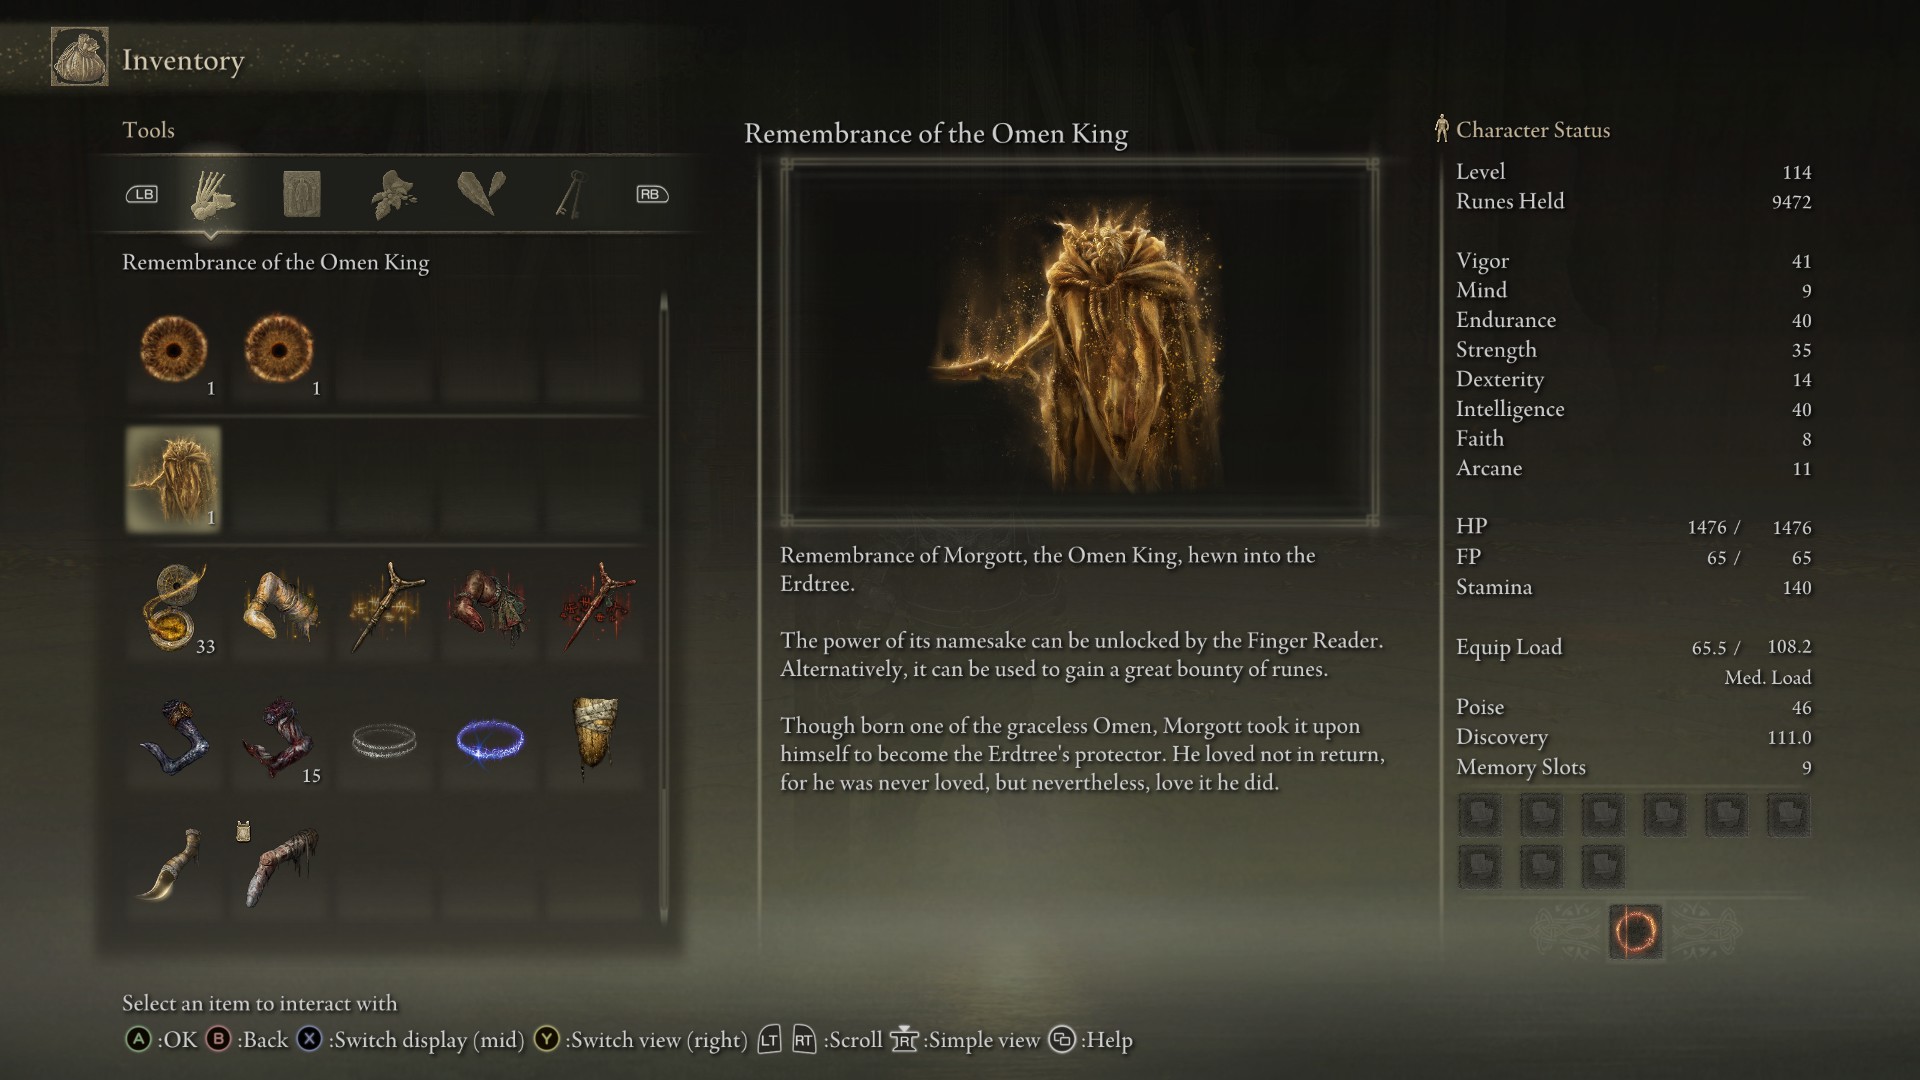 Inventory
Tools
LB
RB
Remembrance of the Omen King
1
1
1
33
15
Remembrance of the Omen King
Remembrance of Morgott, the Omen King, hewn into the
Erdtree.
The power of its namesake can be unlocked by the Finger Reader.
Alternatively, it can be used to gain a great bounty of runes.
Though born one of the graceless Omen, Morgott took it upon
himself to become the Erdtree's protector. He loved not in return,
for he was never loved, but nevertheless, love it he did.
Character Status
Level 114
Runes Held 9472
Vigor 41
Mind 9
Endurance 40
Strength 35
Dexterity 14
Intelligence 40
Faith 8
Arcane 11
HP 1476 / 1476
FP 65 / 65
Stamina 140
Equip Load 65.5 / 108.2
Med. Load
Poise 46
Discovery 111.0
Memory Slots 9
Select an item to interact with
A :OK B :Back X :Switch display (mid) Y :Switch view (right) LT RT :Scroll R :Simple view :Help